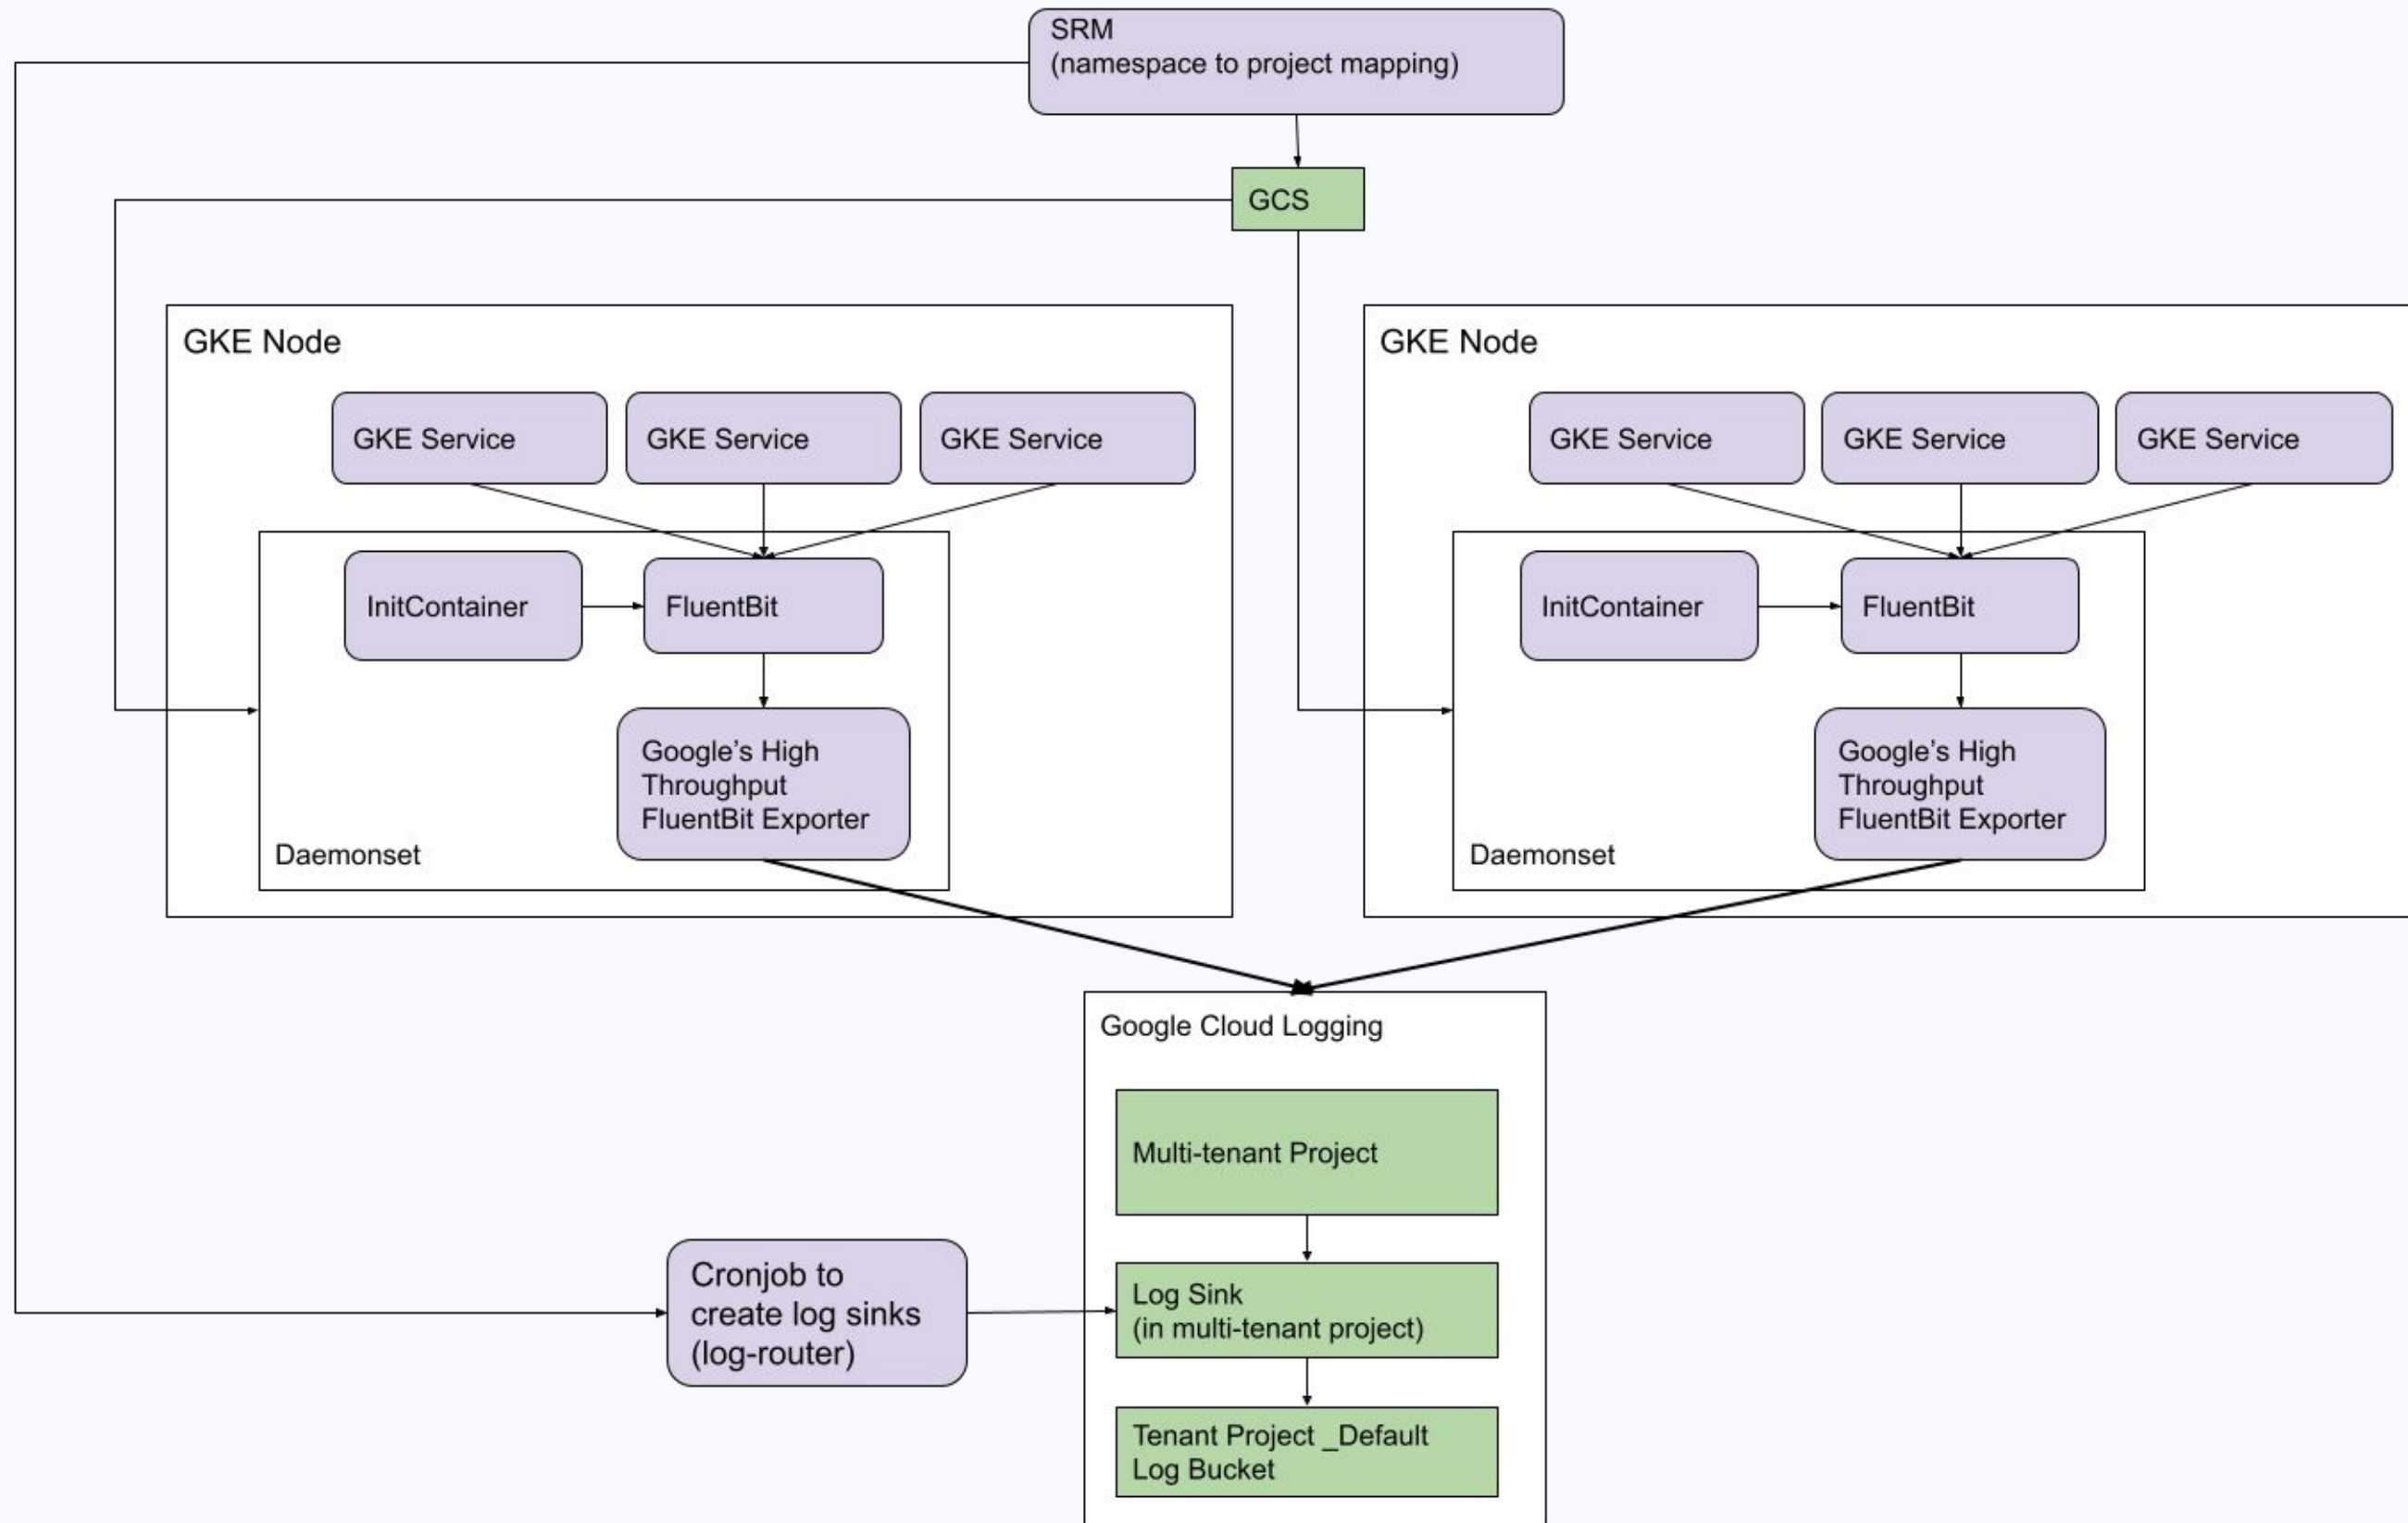 SRM
(namespace to project mapping)
GCS
GKE Node
GKE Service
GKE Service
GKE Service
InitContainer
FluentBit
Google’s High
Throughput
FluentBit Exporter
Daemonset
GKE Node
GKE Service
GKE Service
GKE Service
InitContainer
FluentBit
Google’s High
Throughput
FluentBit Exporter
Daemonset
Google Cloud Logging
Multi-tenant Project
Cronjob to
create log sinks
(log-router)
Log Sink
(in multi-tenant project)
Tenant Project _Default
Log Bucket